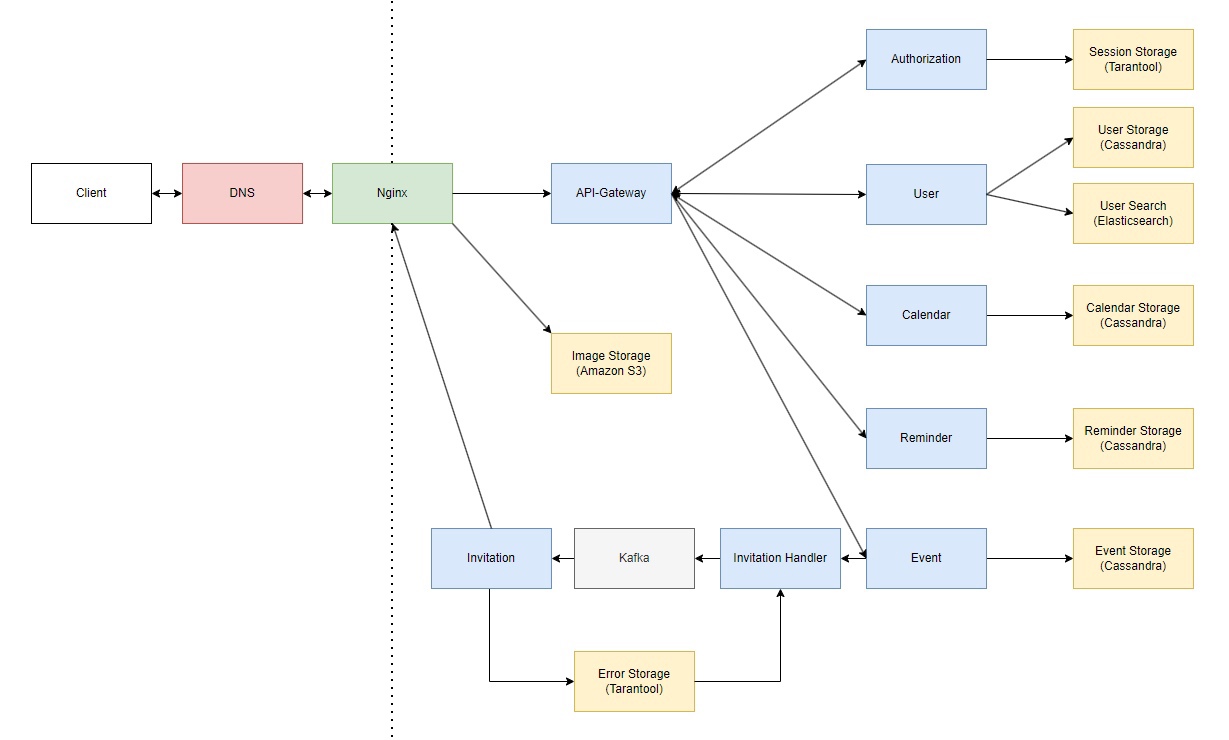 Authorization
Session Storage
(Tarantool)
User Storage
(Cassandra)
Client
DNS
Nginx
API-Gateway
User
User Search
(Elasticsearch)
Calendar
Calendar Storage
(Cassandra)
Image Storage
(Amazon S3)
Reminder
Reminder Storage
(Cassandra)
Invitation
Kafka
Invitation Handler
Event
Event Storage
(Cassandra)
Error Storage
(Tarantool)